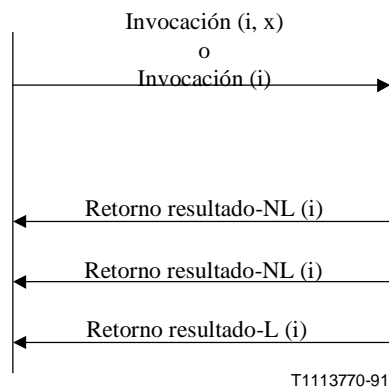 Invocación (i, x)
o
Invocación (i)
Retorno resultado-NL (i)
Retorno resultado-NL (i)
Retorno resultado-L (i)
T1113770-91